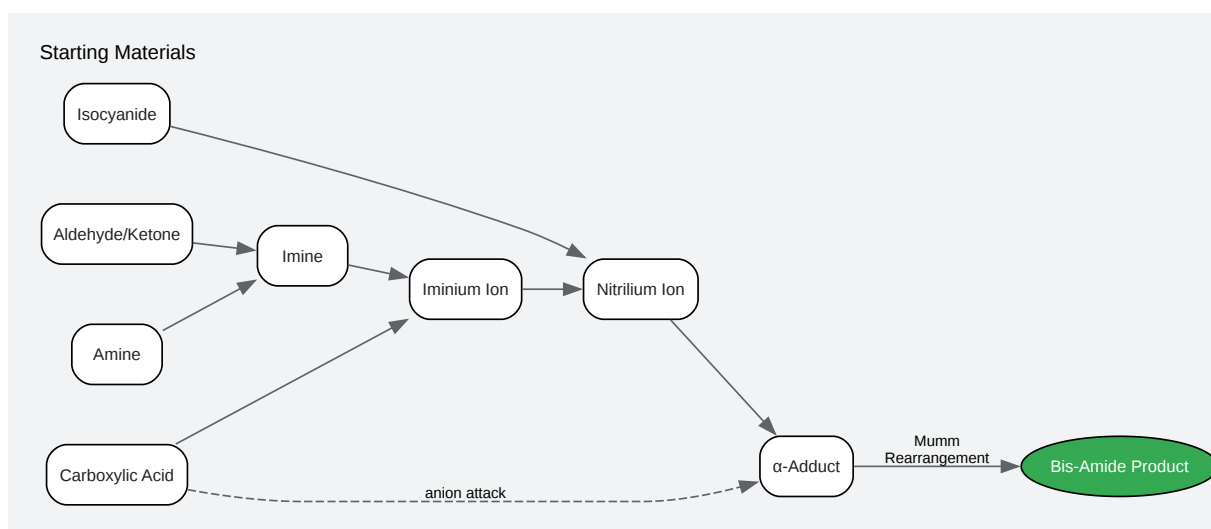 Starting Materials
Isocyanide
Aldehyde/Ketone
Imine
Iminium Ion
Nitrilium Ion
Amine
Carboxylic Acid
anion attack
α-Adduct
Mumm
Rearrangement
Bis-Amide Product